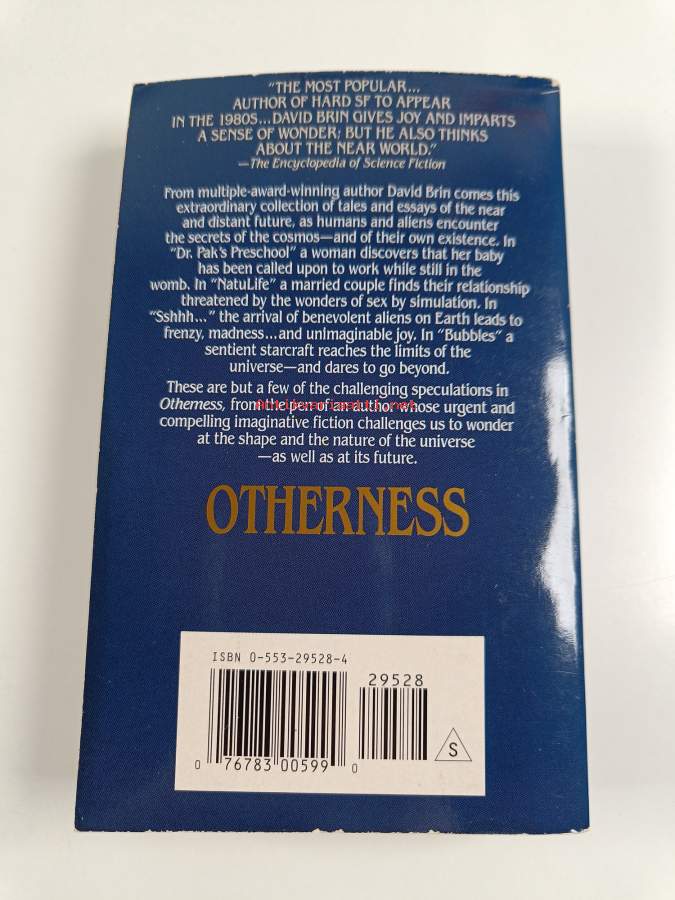 "THE MOST POPULAR...
AUTHOR OF HARD SF TO APPEAR
IN THE 1980S...DAVID BRIN GIVES JOY AND IMPARTS
A SENSE OF WONDER; BUT HE ALSO THINKS
ABOUT THE NEAR WORLD."
—The Encyclopedia of Science Fiction
From multiple-award-winning author David Brin comes this
extraordinary collection of tales and essays of the near
and distant future, as humans and aliens encounter
the secrets of the cosmos—and of their own existence. In
"Dr. Pak's Preschool" a woman discovers that her baby
has been called upon to work while still in the
womb. In "NatuLife" a married couple finds their relationship
threatened by the wonders of sex by simulation. In
"Sshhh..." the arrival of benevolent aliens on Earth leads to
frenzy, madness...and unimaginable joy. In "Bubbles" a
sentient starcraft reaches the limits of the
universe—and dares to go beyond.
These are but a few of the challenging speculations in
Otherness, from the pen of an author whose urgent and
compelling imaginative fiction challenges us to wonder
at the shape and the nature of the universe
—as well as at its future.
OTHERNESS
ISBN 0-553-29528-4
29528
0 76783 00599 0
S